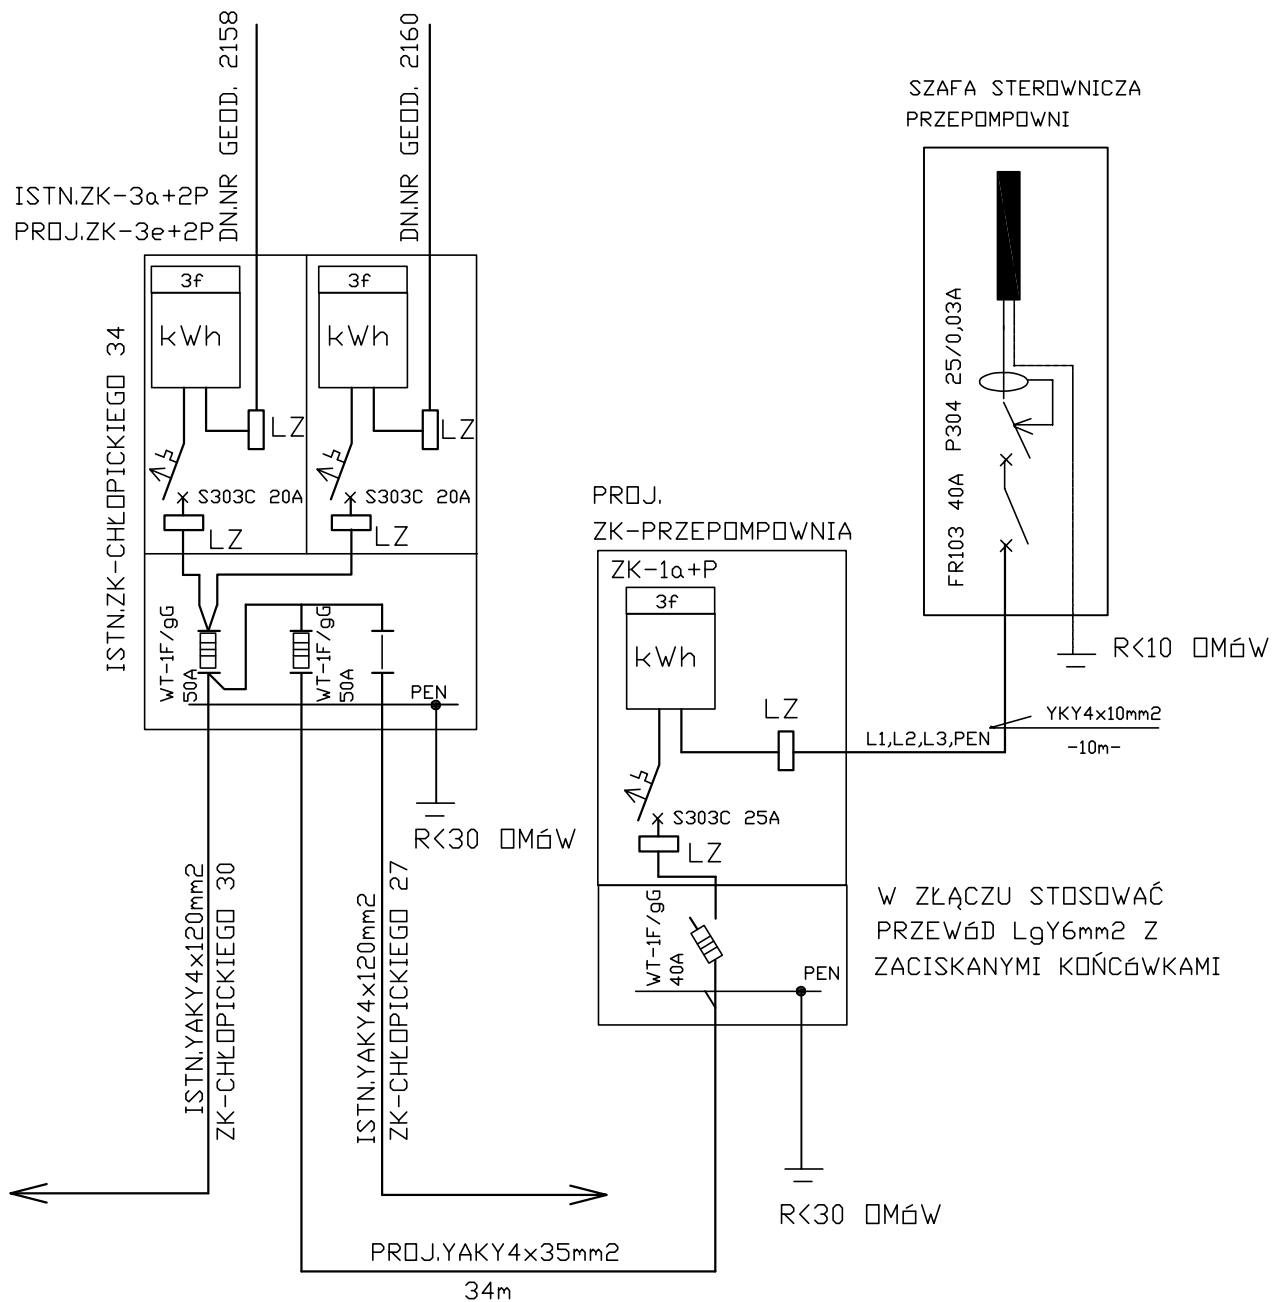 DN.NR GEOD. 2158
DN.NR GEOD. 2160
ISTN.ZK-3a+2P
PROJ.ZK-3e+2P
ISTN.ZK-CHŁOPICKIEGO 34
3f
kWh
LZ
S303C 20A
LZ
3f
kWh
LZ
S303C 20A
LZ
WT-1F/gG
50A
WT-1F/gG
50A
PEN
R<30 OMóW
ISTN.YAKY4x120mm2
ZK-CHŁOPICKIEGO 30
ISTN.YAKY4x120mm2
ZK-CHŁOPICKIEGO 27
PROJ.YAKY4x35mm2
34m
PROJ.
ZK-PRZEPOMPOWNIA
ZK-1a+P
3f
kWh
LZ
S303C 25A
LZ
WT-1F/gG
40A
PEN
R<30 OMóW
L1,L2,L3,PEN
YKY4x10mm2
-10m-
SZAFA STEROWNICZA
PRZEPOMPOWNI
P304 25/0,03A
FR103 40A
R<10 OMóW
W ZŁĄCZU STOSOWAĆ
PRZEWóD LgY6mm2 Z
ZACISKANYMI KOŃCóWKAMI